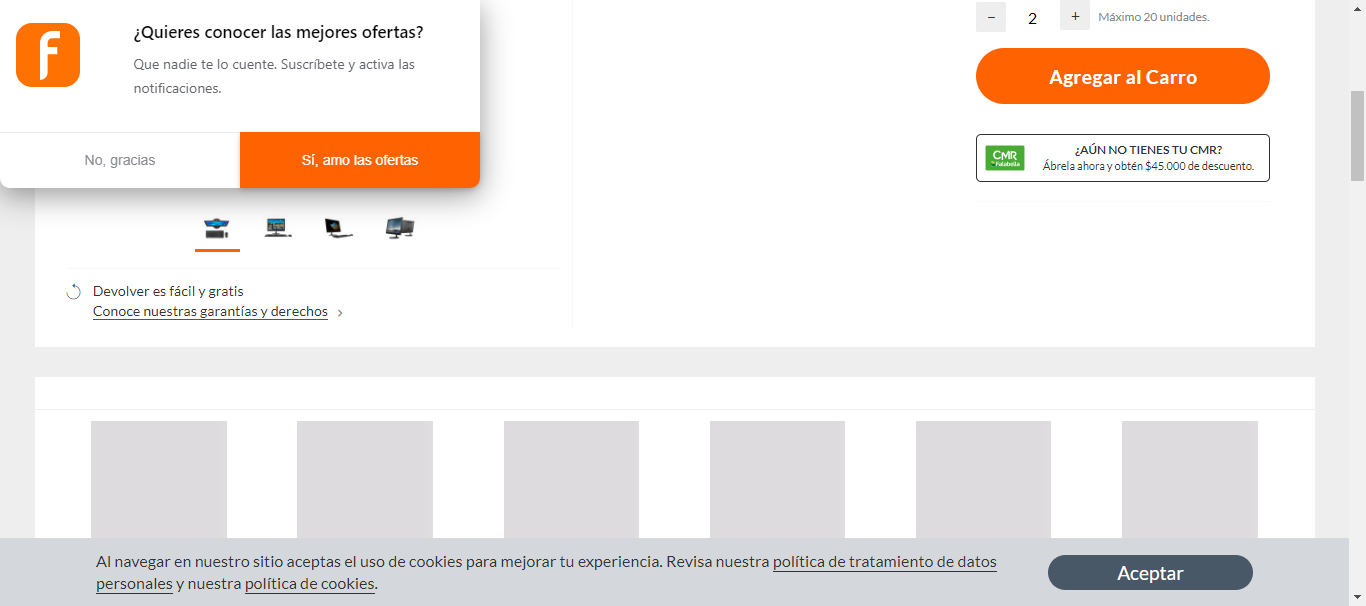 ¿Quieres conocer las mejores ofertas?
Que nadie te lo cuente. Suscríbete y activa las
notificaciones.
No, gracias
Sí, amo las ofertas
− 2 + Máximo 20 unidades.
Agregar al Carro
CMR
Falabella
¿AÚN NO TIENES TU CMR?
Ábrela ahora y obtén $45.000 de descuento.
Devolver es fácil y gratis
Conoce nuestras garantías y derechos
Al navegar en nuestro sitio aceptas el uso de cookies para mejorar tu experiencia. Revisa nuestra política de tratamiento de datos
personales y nuestra política de cookies.
Aceptar